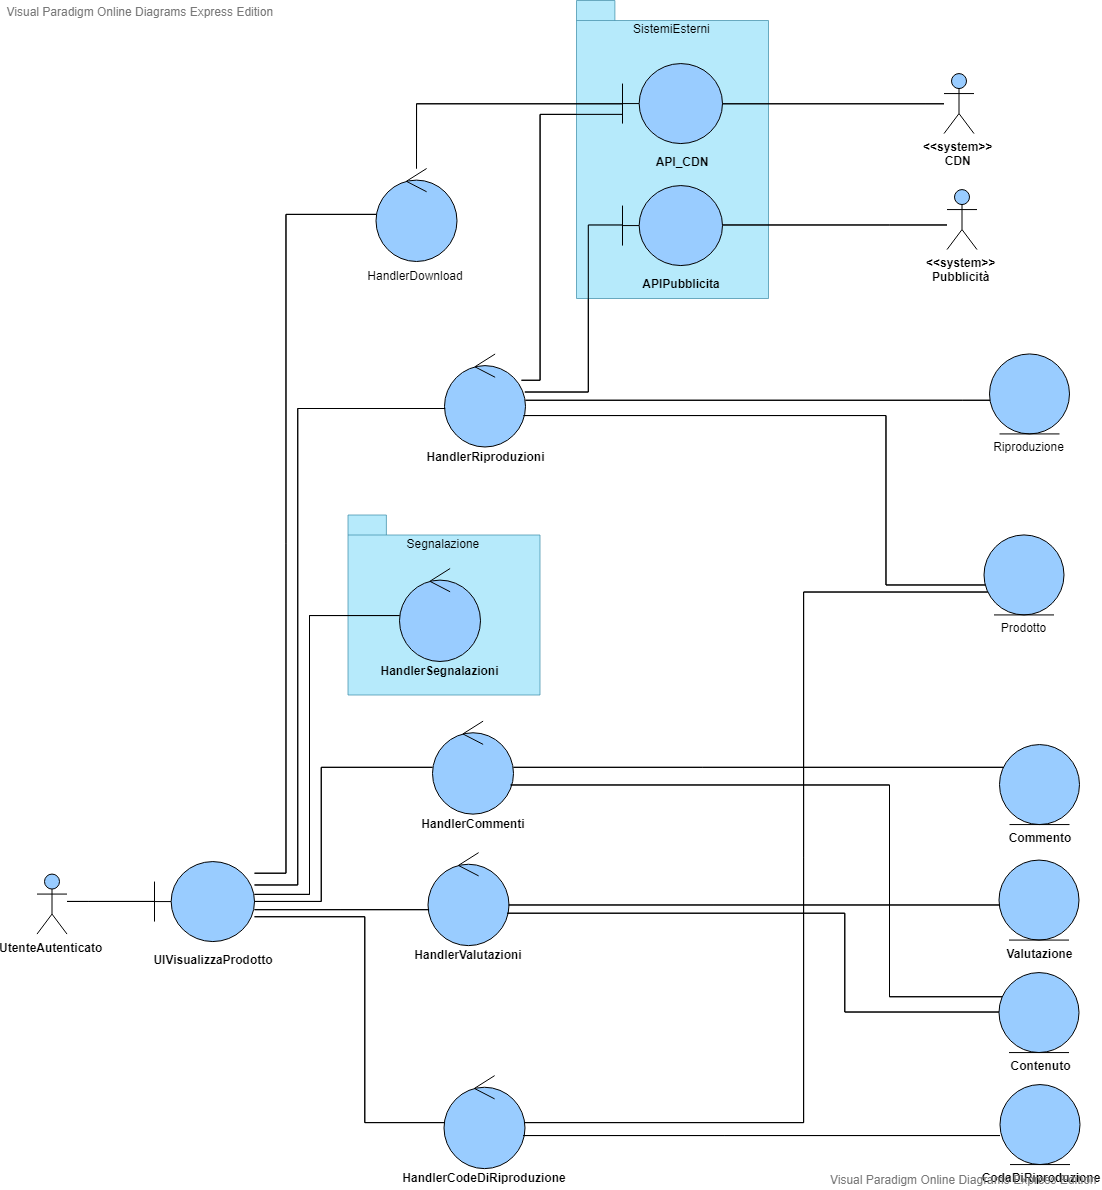 Visual Paradigm Online Diagrams Express Edition
SistemiEsterni
API_CDN
<<system>>
CDN
APIPubblicita
<<system>>
Pubblicità
HandlerDownload
HandlerRiproduzioni
Riproduzione
Segnalazione
HandlerSegnalazioni
Prodotto
HandlerCommenti
Commento
UtenteAutenticato
UIVisualizzaProdotto
HandlerValutazioni
Valutazione
Contenuto
HandlerCodeDiRiproduzione
CodaDiRiproduzione
Visual Paradigm Online Diagrams Express Edition